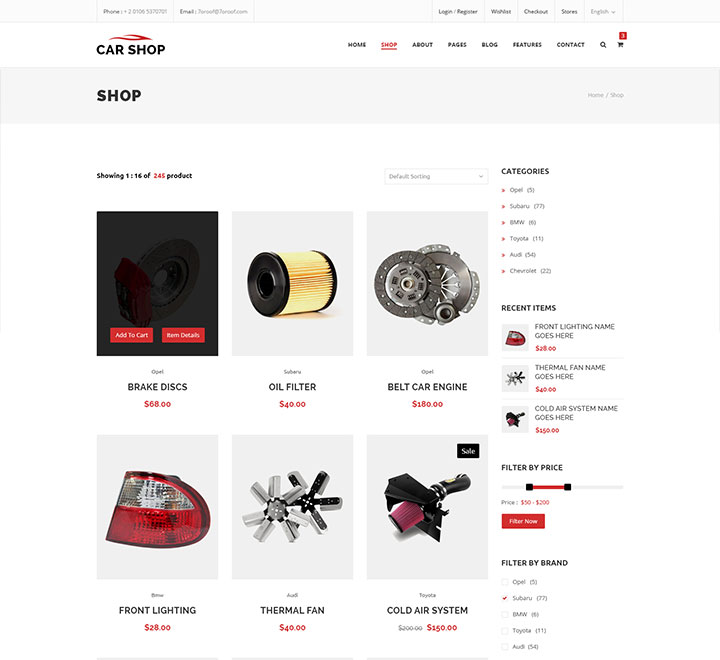 Phone : + 2 0106 5370701
Email : 7oroof@7oroof.com
Login / Register
Wishlist
Checkout
Stores
English
CAR SHOP
HOME
SHOP
ABOUT
PAGES
BLOG
FEATURES
CONTACT
3
SHOP
Home / Shop
Showing 1 : 16 of 245 product
Default Sorting
Add To Cart
Item Details
Opel
BRAKE DISCS
$68.00
Subaru
OIL FILTER
$40.00
Opel
BELT CAR ENGINE
$180.00
Bmw
FRONT LIGHTING
$28.00
Audi
THERMAL FAN
$40.00
Sale
Toyota
COLD AIR SYSTEM
$200.00 $150.00
CATEGORIES
» Opel (5)
» Subaru (77)
» BMW (6)
» Toyota (11)
» Audi (54)
» Chevrolet (22)
RECENT ITEMS
FRONT LIGHTING NAME
GOES HERE
$28.00
THERMAL FAN NAME
GOES HERE
$40.00
COLD AIR SYSTEM NAME
GOES HERE
$150.00
FILTER BY PRICE
Price : $50 - $200
Filter Now
FILTER BY BRAND
Opel (5)
Subaru (77)
BMW (6)
Toyota (11)
Audi (54)